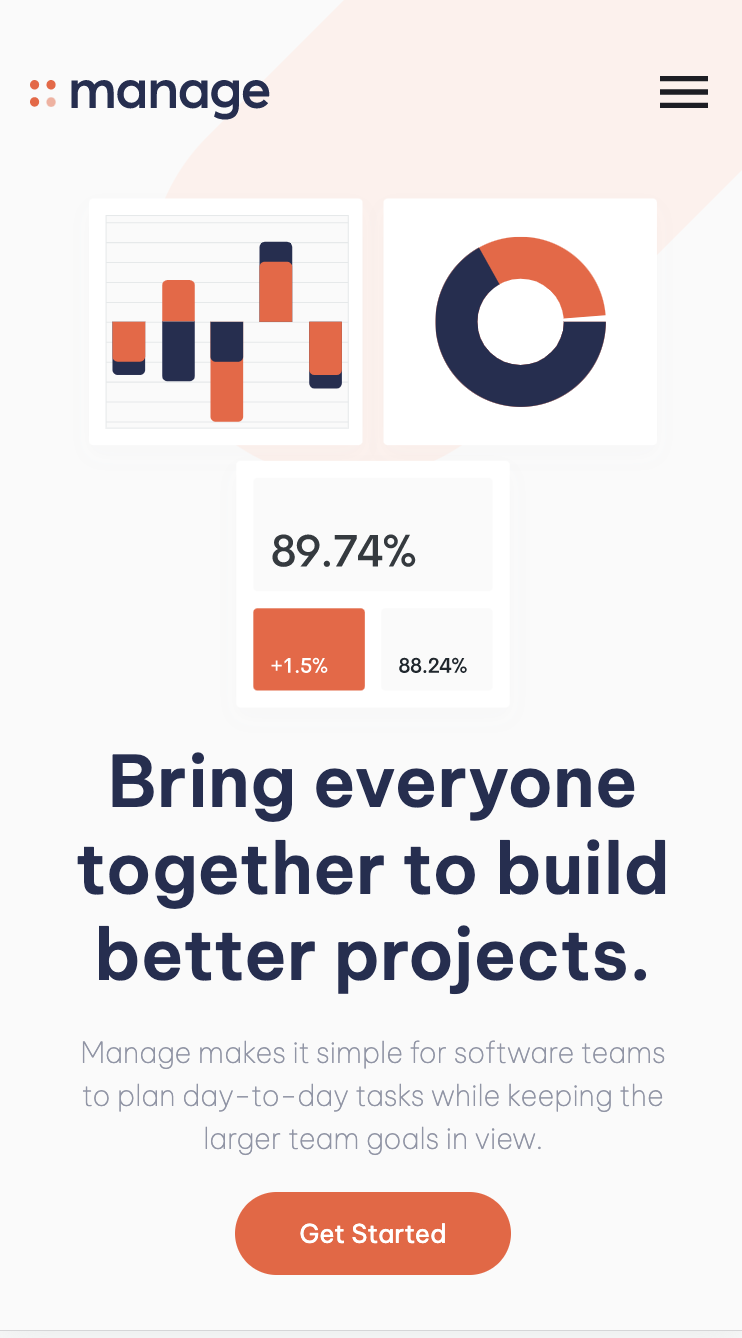 manage
89.74%
+1.5%
88.24%
Bring everyone
together to build
better projects.
Manage makes it simple for software teams
to plan day-to-day tasks while keeping the
larger team goals in view.
Get Started